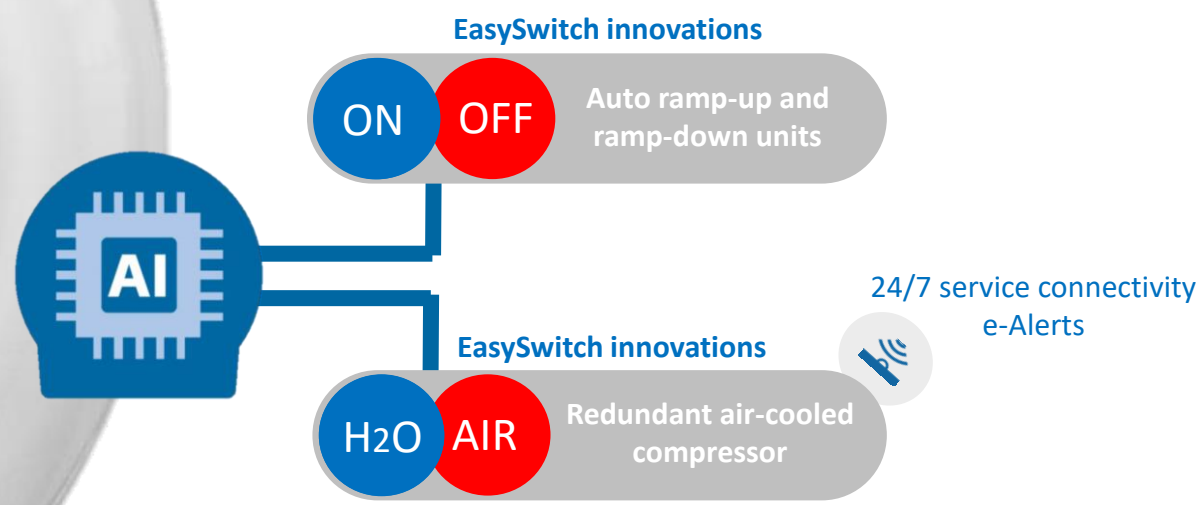 EasySwitch innovations
ON OFF
Auto ramp-up and
ramp-down units
AI
24/7 service connectivity
e-Alerts
EasySwitch innovations
H2O AIR
Redundant air-cooled
compressor